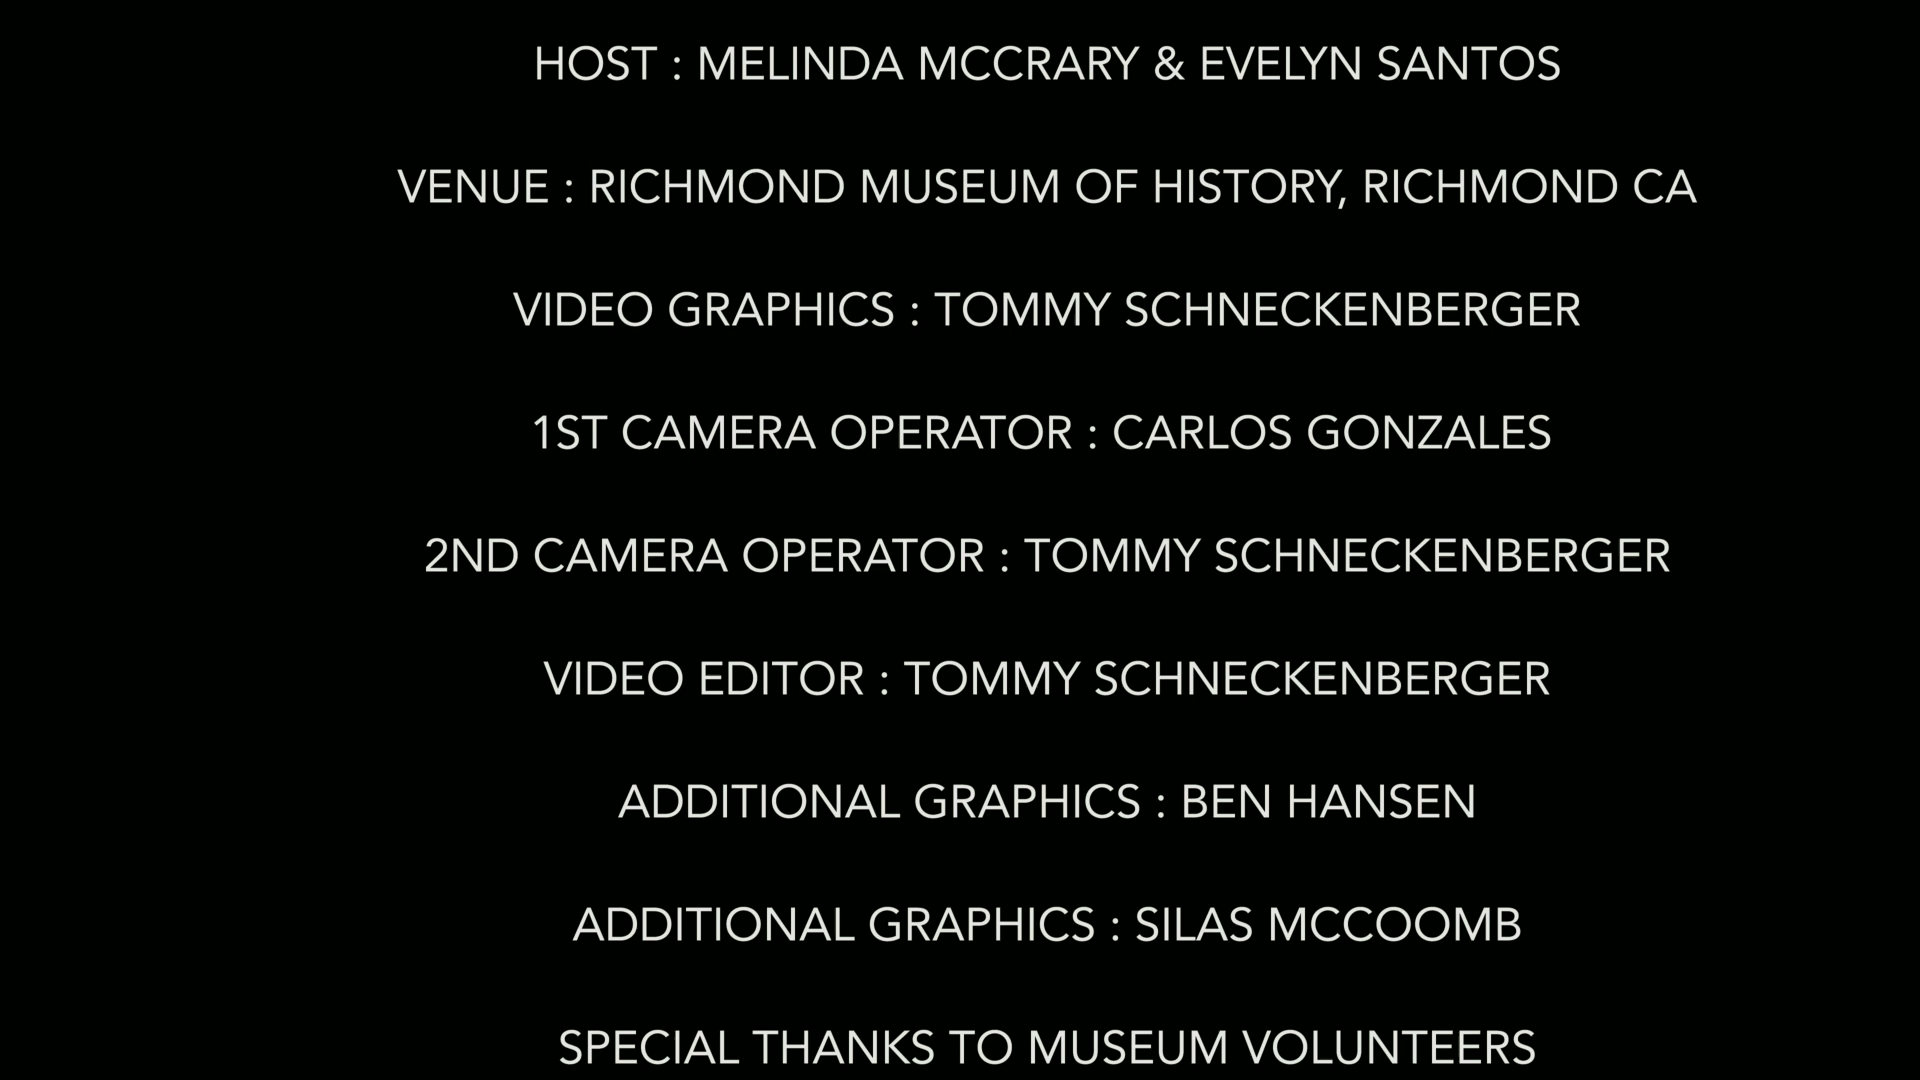 HOST : MELINDA MCCRARY & EVELYN SANTOS
VENUE : RICHMOND MUSEUM OF HISTORY, RICHMOND CA
VIDEO GRAPHICS : TOMMY SCHNECKENBERGER
1ST CAMERA OPERATOR : CARLOS GONZALES
2ND CAMERA OPERATOR : TOMMY SCHNECKENBERGER
VIDEO EDITOR : TOMMY SCHNECKENBERGER
ADDITIONAL GRAPHICS : BEN HANSEN
ADDITIONAL GRAPHICS : SILAS MCCOOMB
SPECIAL THANKS TO MUSEUM VOLUNTEERS